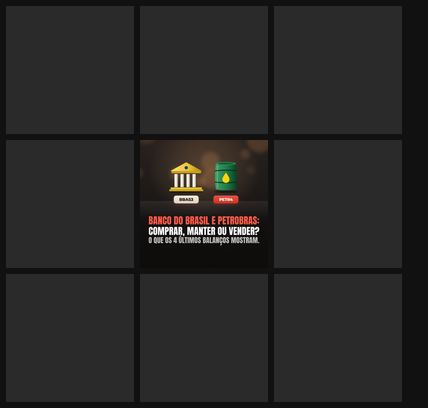 BBAS3 PETR4
BANCO DO BRASIL E PETROBRAS:
COMPRAR, MANTER OU VENDER?
O QUE OS 4 ÚLTIMOS BALANÇOS MOSTRAM.